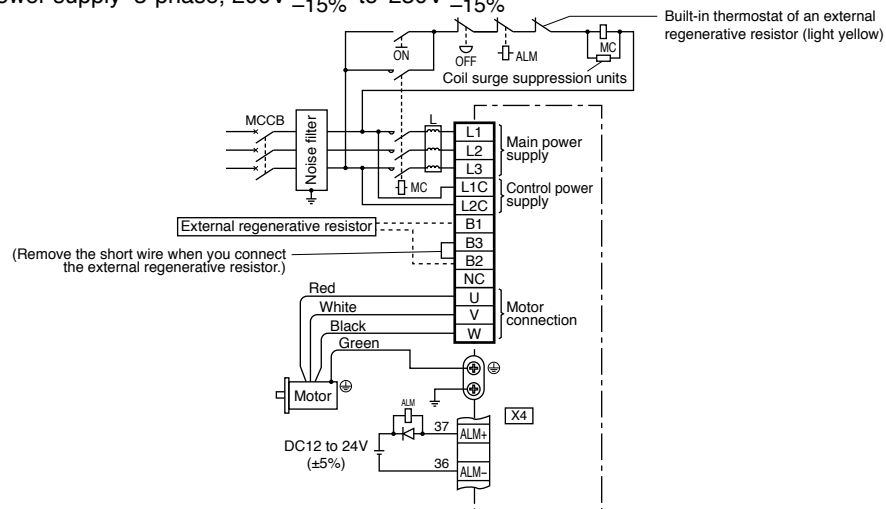 ower supply 3-phase, 200V –15% to 230V –15%
Built-in thermostat of an external
regenerative resistor (light yellow)
ON
OFF
ALM
MC
Coil surge suppression units
MCCB
Noise filter
L
MC
L1
L2
L3
L1C
L2C
B1
B3
B2
NC
U
V
W
Main power
supply
Control power
supply
External regenerative resistor
(Remove the short wire when you connect
the external regenerative resistor.)
Red
White
Black
Green
Motor
connection
Motor
ALM
X4
DC12 to 24V
(±5%)
37
ALM+
36
ALM–